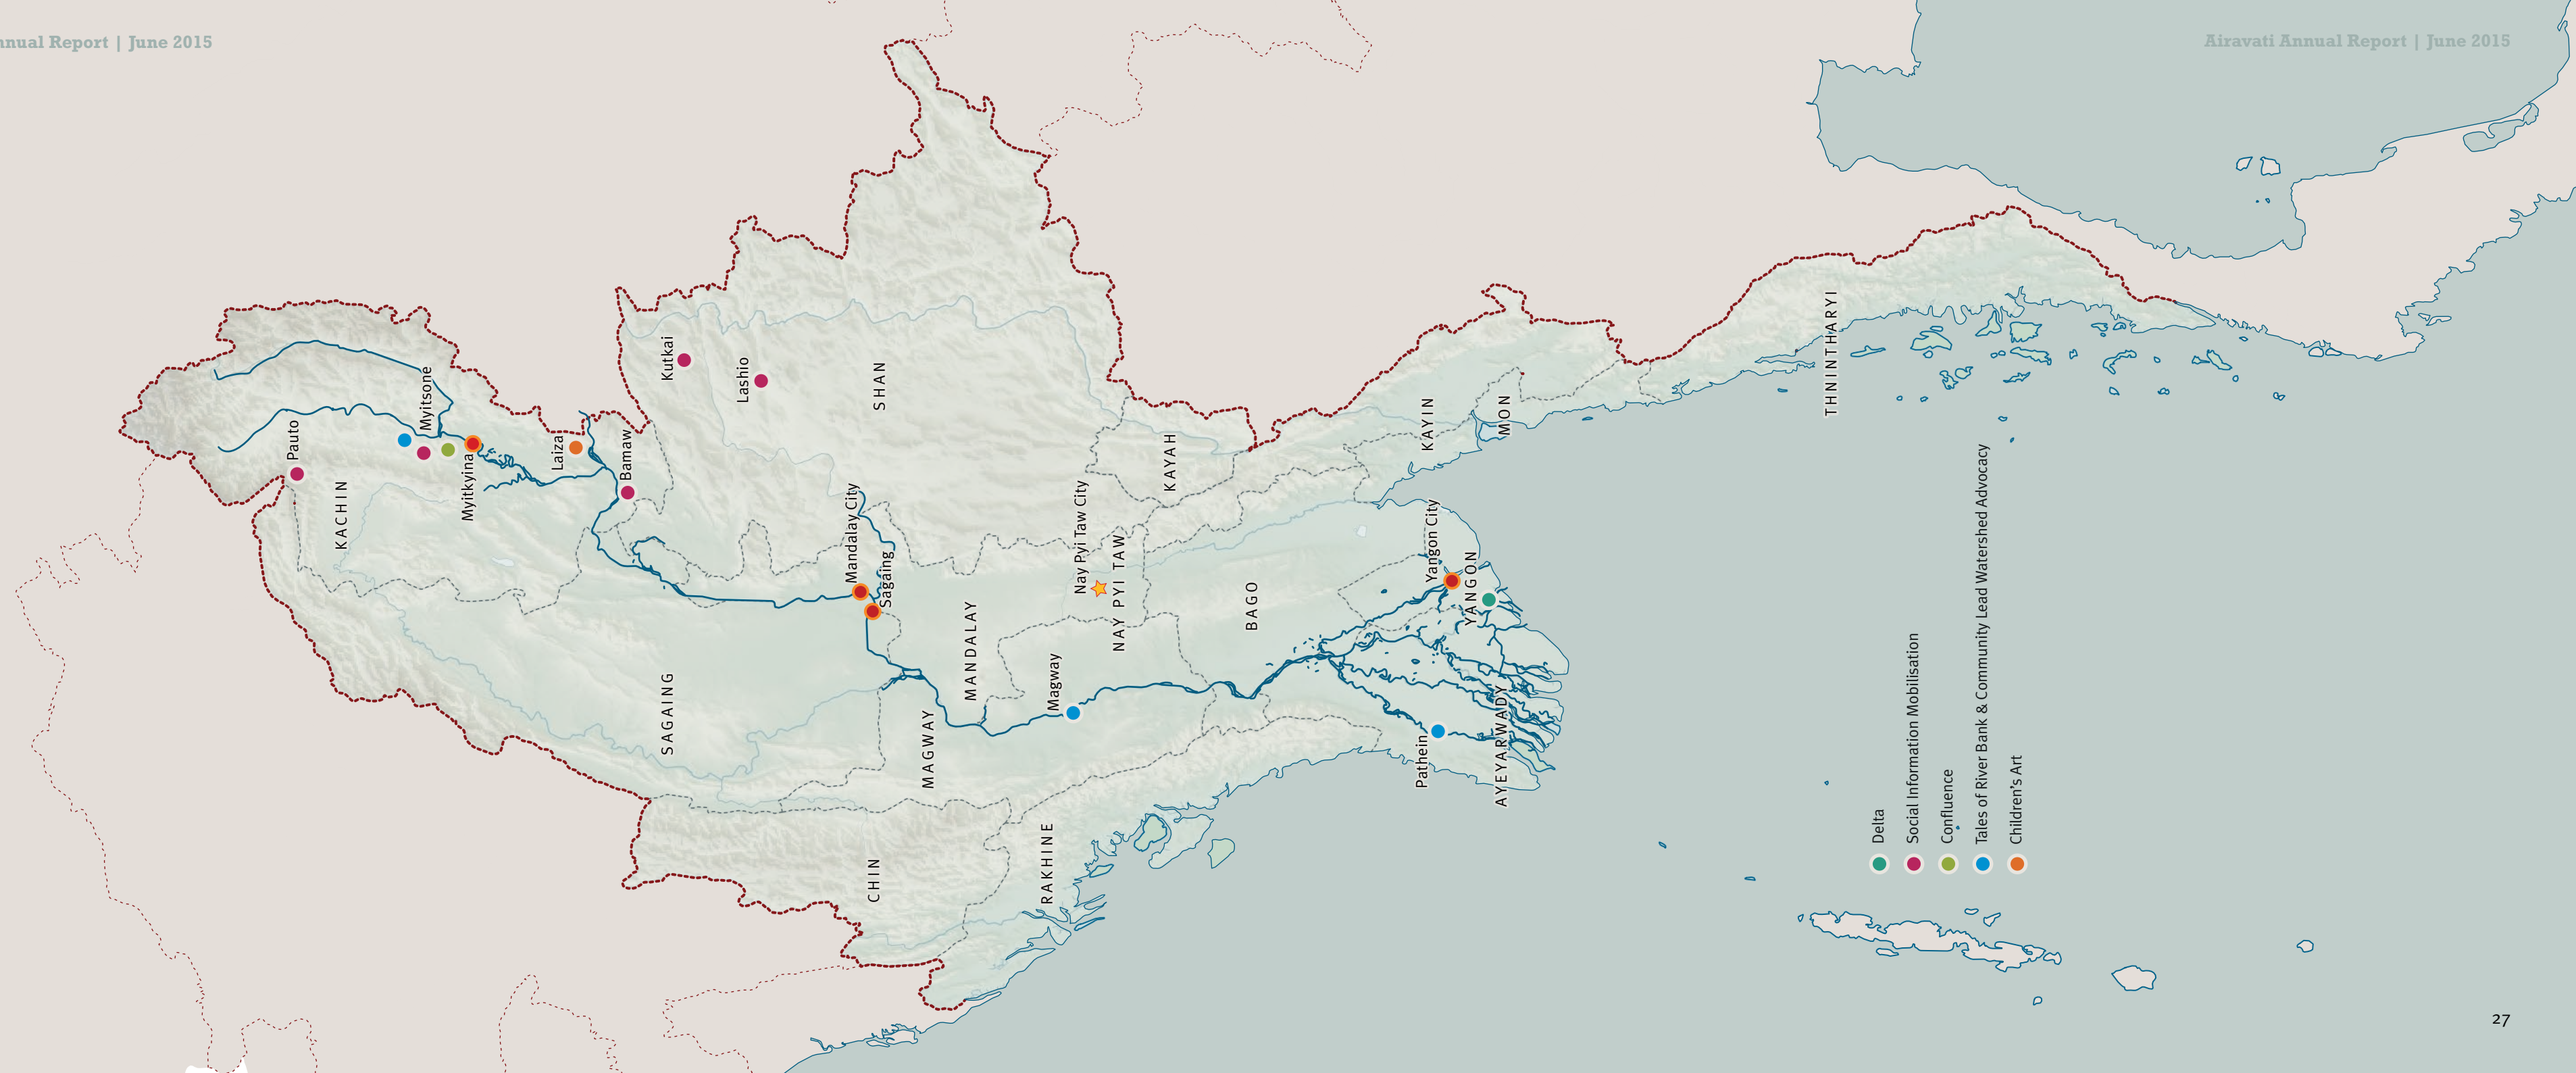 nnual Report | June 2015
Airavati Annual Report | June 2015
Pauto
KACHIN
Myitsone
Myitkyina
Laiza
Bamaw
Kutkai
Lashio
SHAN
SAGAING
Mandalay City
Sagaing
MANDALAY
MAGWAY
CHIN
RAKHINE
Magway
Nay Pyi Taw City
NAY PYI TAW
KAYAH
BAGO
KAYIN
MON
Yangon City
YANGON
Pathein
AYEYARWADY
THNINTHARYI
Delta
Social Information Mobilisation
Confluence
Tales of River Bank & Community Lead Watershed Advocacy
Children's Art
27